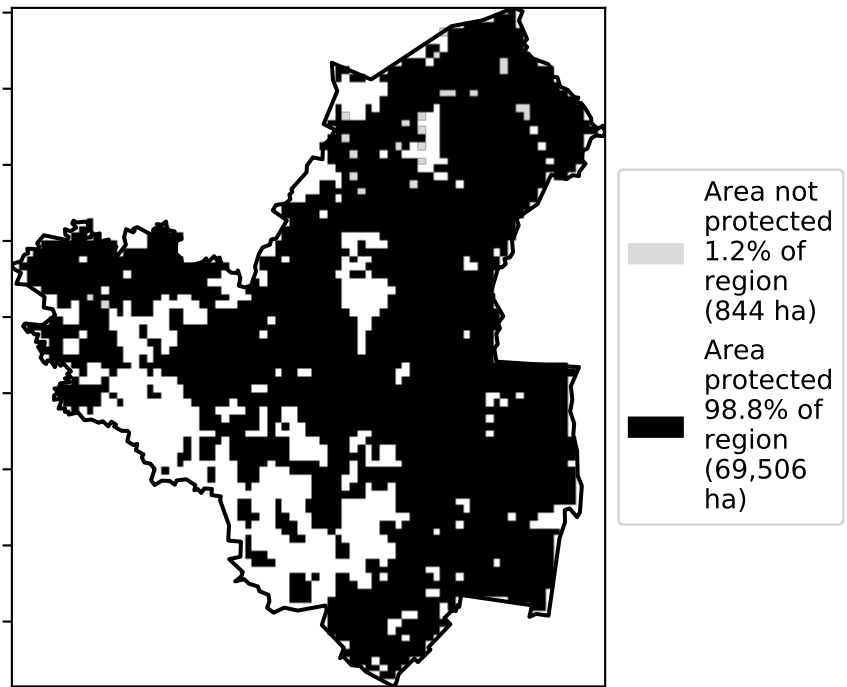 Area not
protected
1.2% of
region
(844 ha)
Area
protected
98.8% of
region
(69,506
ha)